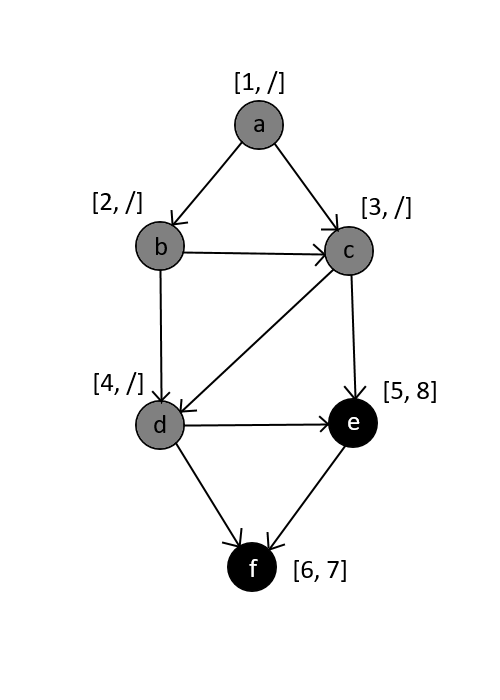 [1, /]
a
[2, /]
[3, /]
b
c
[4, /]
[5, 8]
d
e
f
[6, 7]